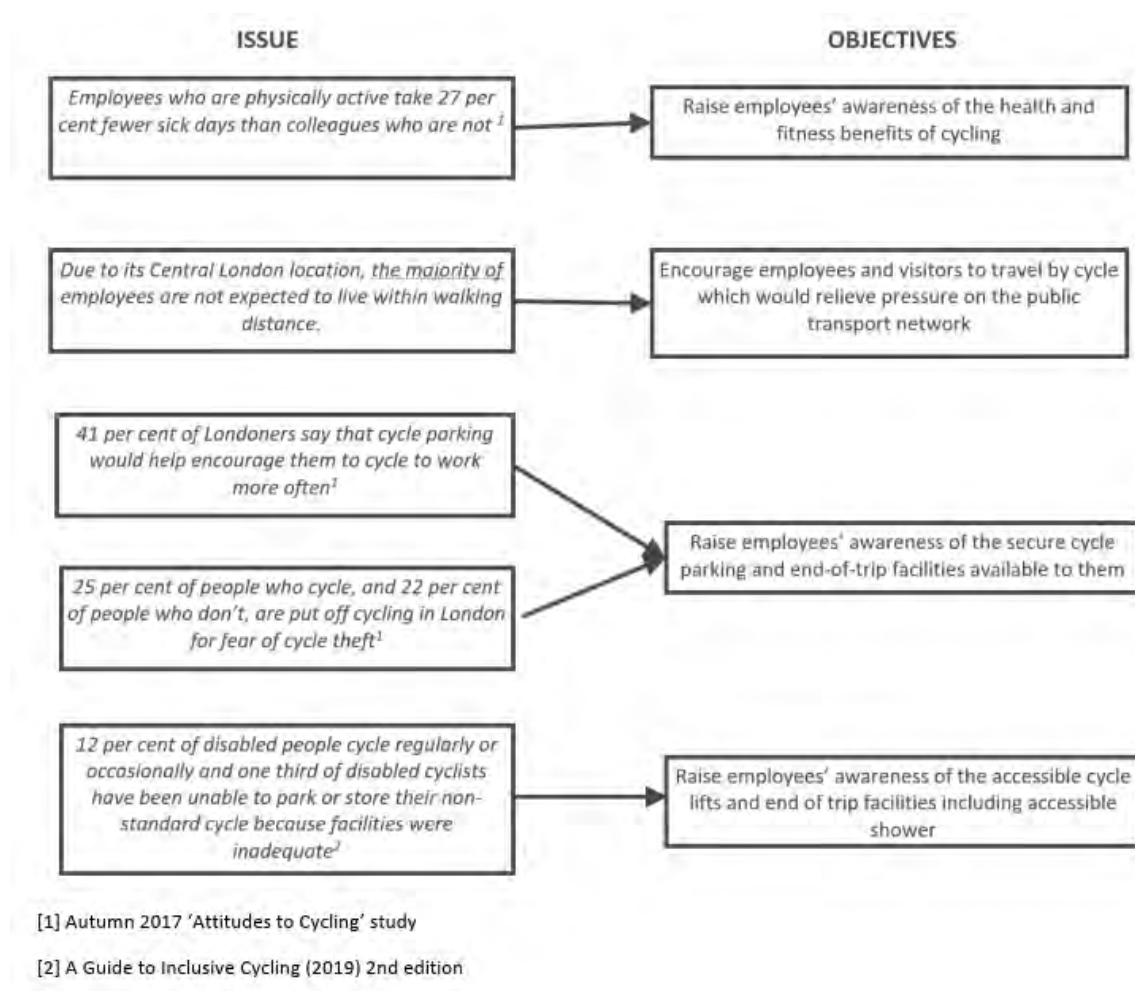 ISSUE
OBJECTIVES
Employees who are physically active take 27 per
cent fewer sick days than colleagues who are not 1
Raise employees' awareness of the health and
fitness benefits of cycling
Due to its Central London location, the majority of
employees are not expected to live within walking
distance.
Encourage employees and visitors to travel by cycle
which would relieve pressure on the public
transport network
41 per cent of Londoners say that cycle parking
would help encourage them to cycle to work
more often1
25 per cent of people who cycle, and 22 per cent
of people who don't, are put off cycling in London
for fear of cycle theft1
Raise employees' awareness of the secure cycle
parking and end-of-trip facilities available to them
12 per cent of disabled people cycle regularly or
occasionally and one third of disabled cyclists
have been unable to park or store their non-
standard cycle because facilities were
inadequate2
Raise employees' awareness of the accessible cycle
lifts and end of trip facilities including accessible
shower
[1] Autumn 2017 'Attitudes to Cycling' study
[2] A Guide to Inclusive Cycling (2019) 2nd edition